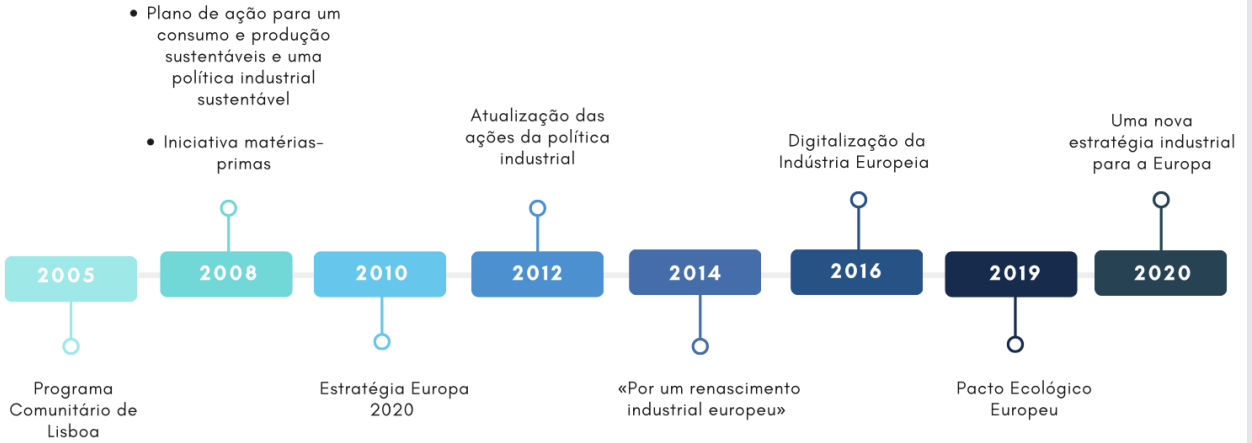 • Plano de ação para um
consumo e produção
sustentáveis e uma
política industrial
sustentável
• Iniciativa matérias-
primas
Atualização das
ações da política
industrial
Digitalização da
Indústria Europeia
Uma nova
estratégia industrial
para a Europa
2005
2008
2010
2012
2014
2016
2019
2020
Programa
Comunitário de
Lisboa
Estratégia Europa
2020
«Por um renascimento
industrial europeu»
Pacto Ecológico
Europeu